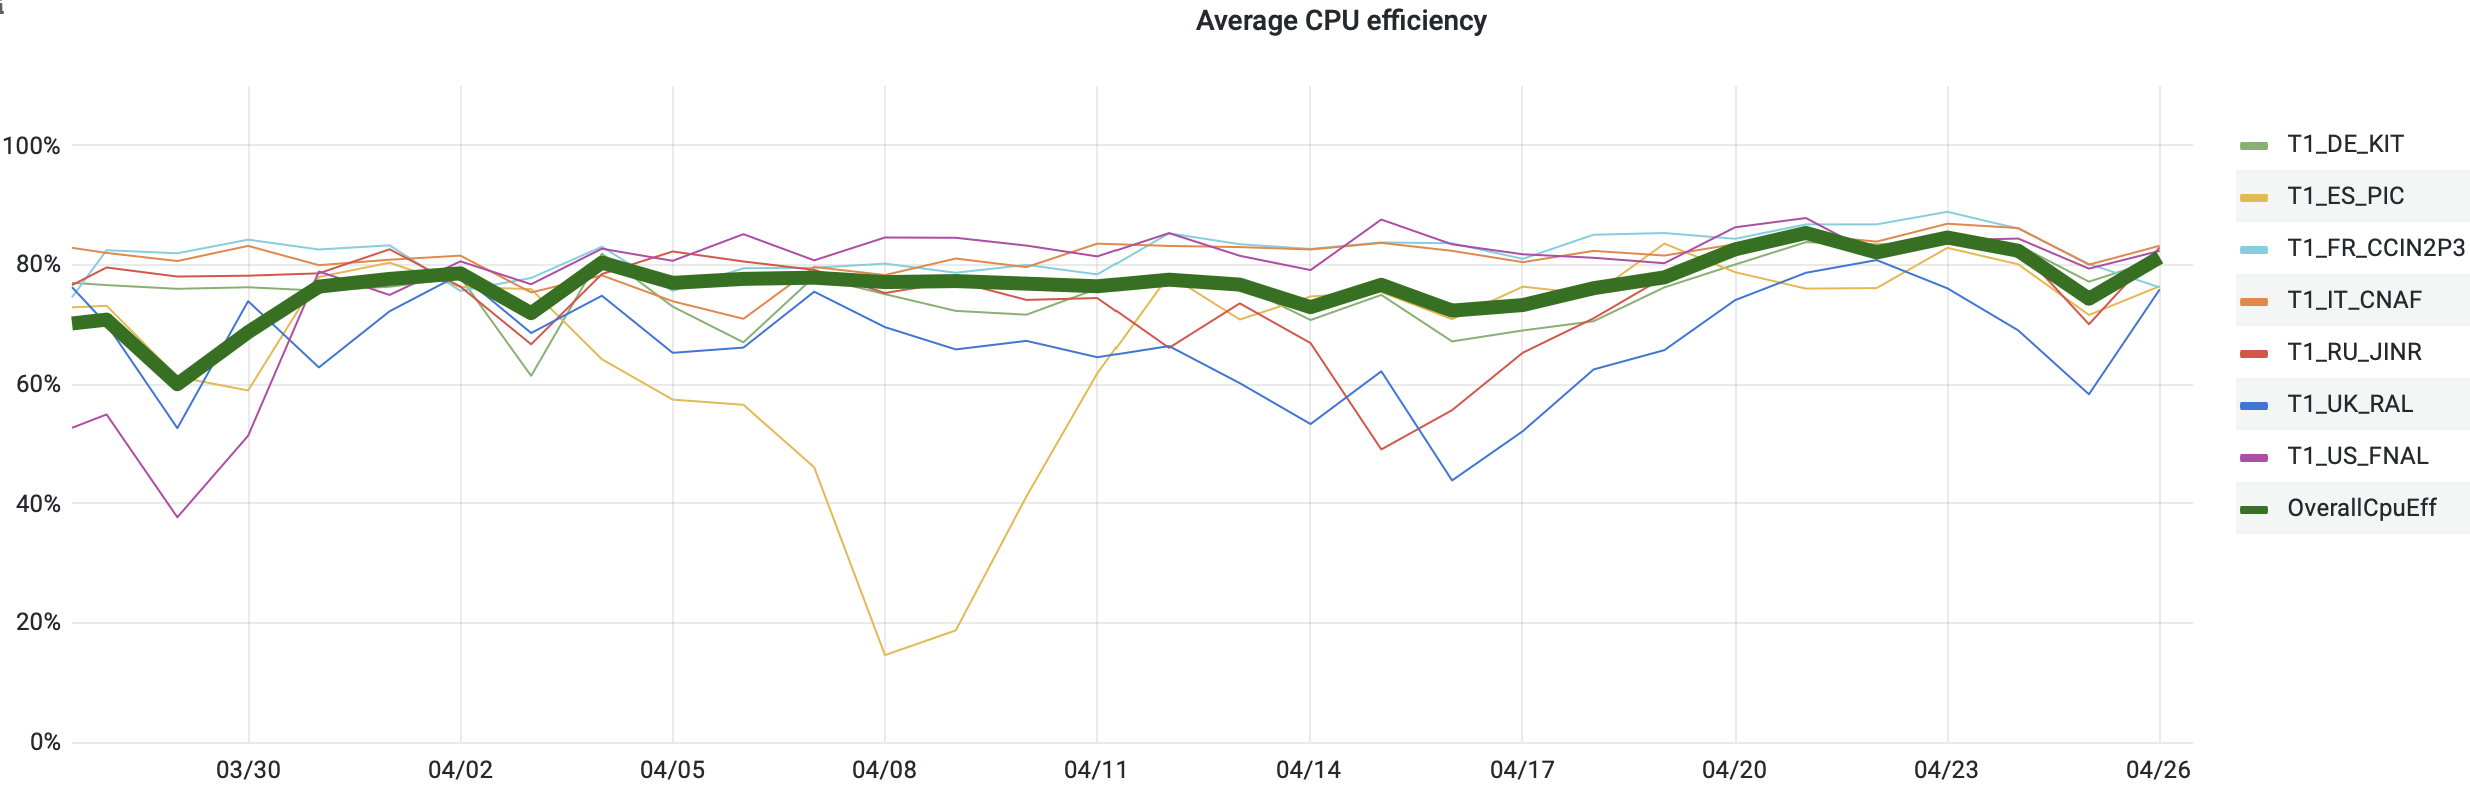 Average CPU efficiency
100%
80%
60%
40%
20%
0%
03/30 04/02 04/05 04/08 04/11 04/14 04/17 04/20 04/23 04/26
T1_DE_KIT
T1_ES_PIC
T1_FR_CCIN2P3
T1_IT_CNAF
T1_RU_JINR
T1_UK_RAL
T1_US_FNAL
OverallCpuEff